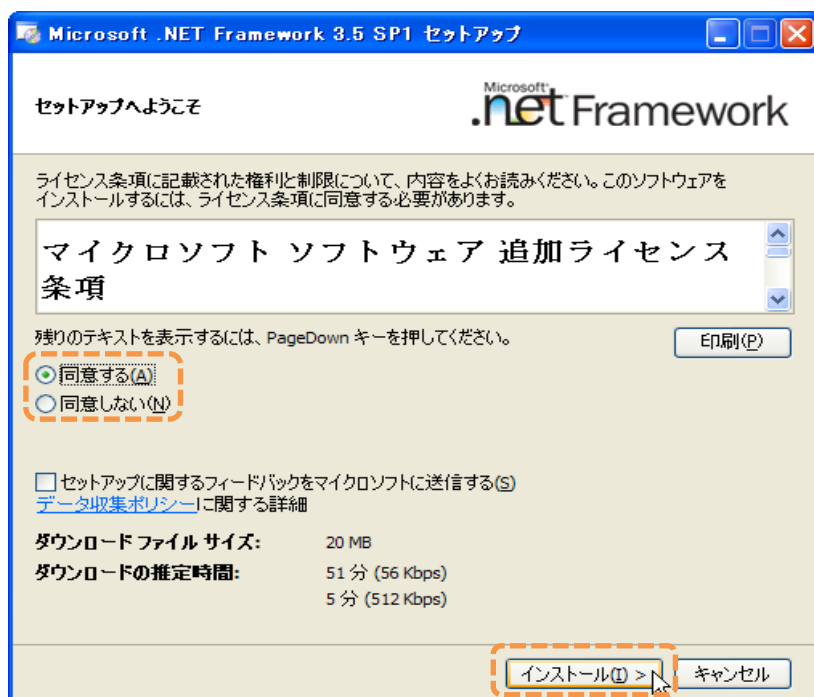 Microsoft .NET Framework 3.5 SP1 セットアップ
セットアップへようこそ
Microsoft
.net Framework
ライセンス条項に記載された権利と制限について、内容をよくお読みください。このソフトウェアを
インストールするには、ライセンス条項に同意する必要があります。
マイクロソフト ソフトウェア 追加ライセンス
条項
残りのテキストを表示するには、PageDown キーを押してください。
印刷(P)
同意する(A)
同意しない(N)
セットアップに関するフィードバックをマイクロソフトに送信する(S)
データ収集ポリシーに関する詳細
ダウンロード ファイル サイズ: 20 MB
ダウンロードの推定時間: 51 分 (56 Kbps)
5 分 (512 Kbps)
インストール(I) > キャンセル